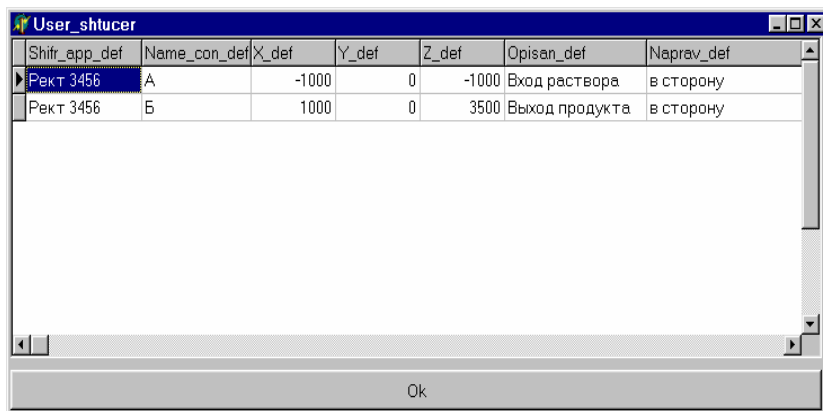 User_shtucer
Shifr_app_def Name_con_def X_def Y_def Z_def Opisan_def Naprav_def
Рект 3456 А -1000 0 -1000 Вход раствора в сторону
Рект 3456 Б 1000 0 3500 Выход продукта в сторону
Ok